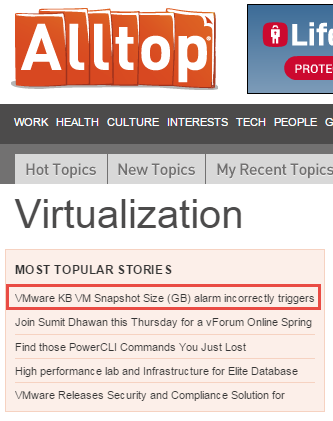 Alltop
Life
PROTE
WORK HEALTH CULTURE INTERESTS TECH PEOPLE G
Hot Topics New Topics My Recent Topics
Virtualization
MOST POPULAR STORIES
VMware KB VM Snapshot Size (GB) alarm incorrectly triggers
Join Sumit Dhawan this Thursday for a vForum Online Spring
Find those PowerCLI Commands You Just Lost
High performance lab and Infrastructure for Elite Database
VMware Releases Security and Compliance Solution for